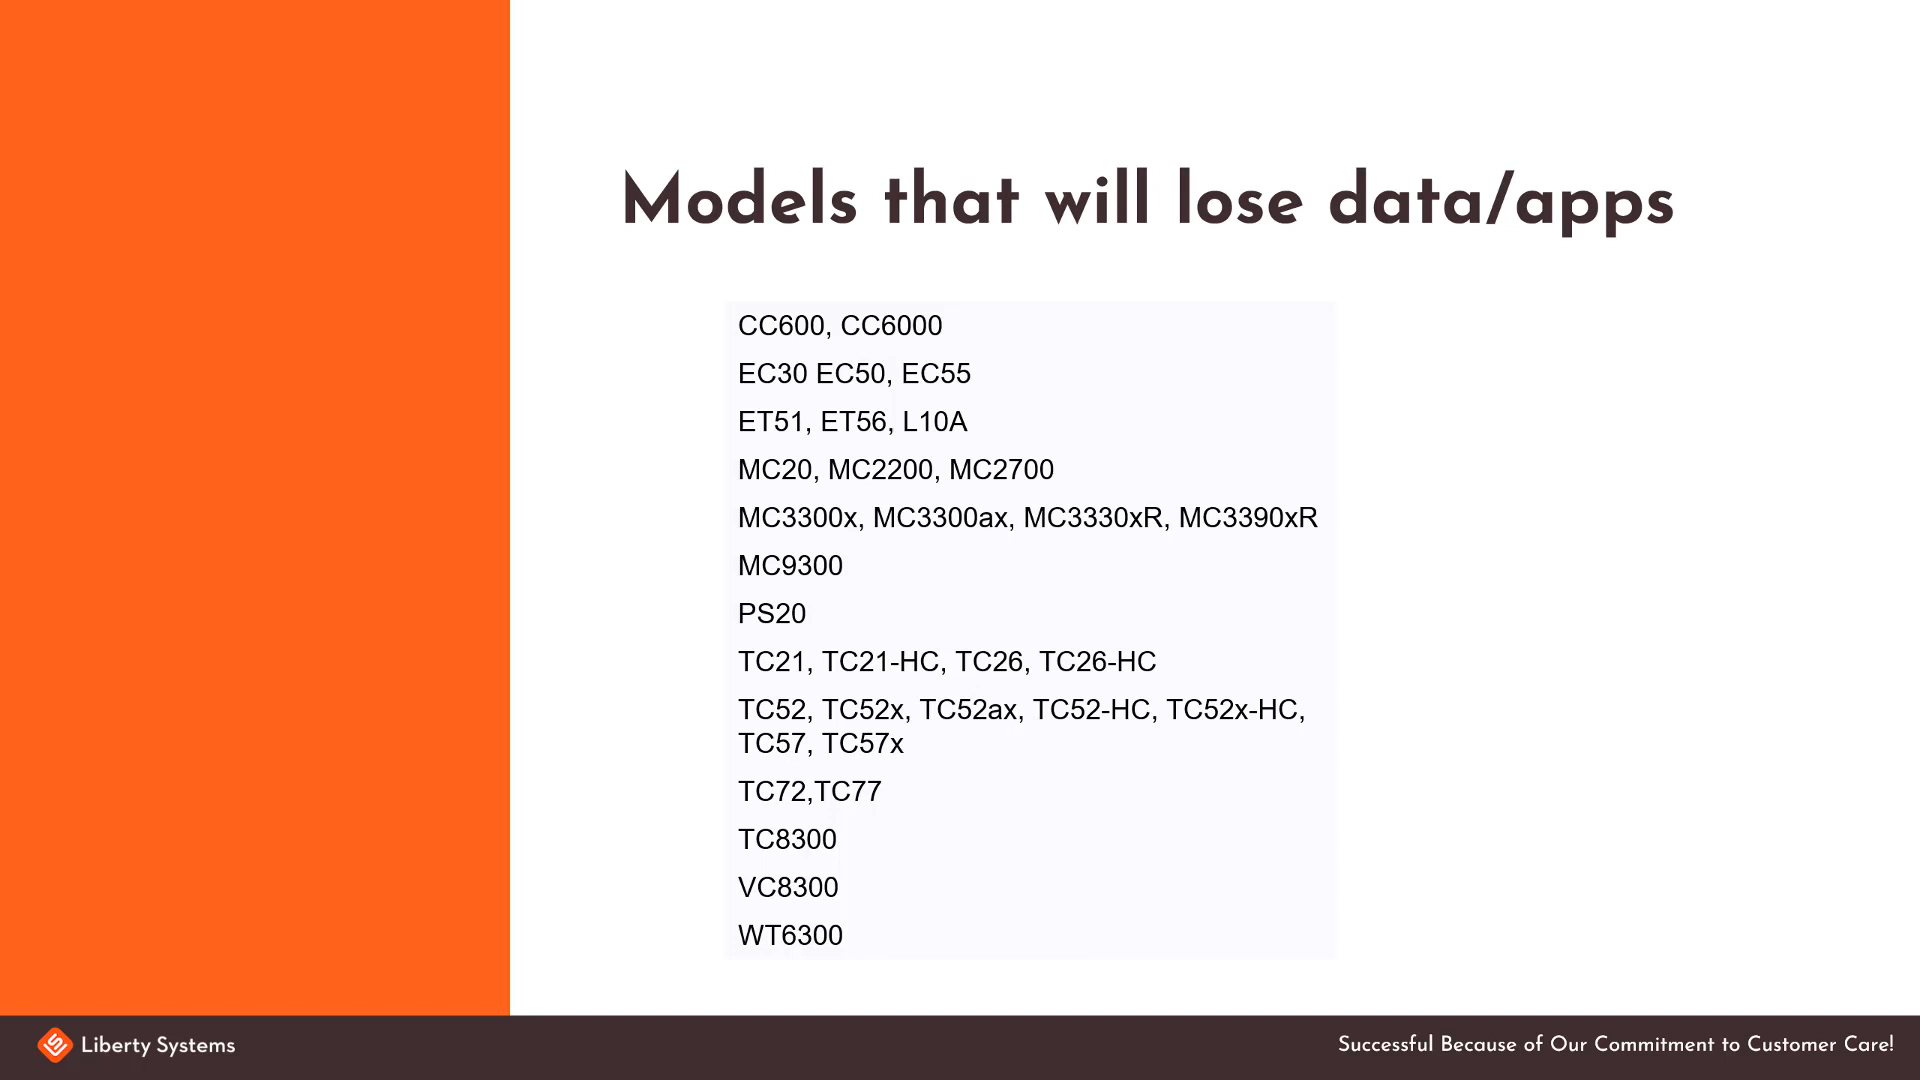 Models that will lose data/apps
CC600, CC6000
EC30 EC50, EC55
ET51, ET56, L10A
MC20, MC2200, MC2700
MC3300x, MC3300ax, MC3330xR, MC3390xR
MC9300
PS20
TC21, TC21-HC, TC26, TC26-HC
TC52, TC52x, TC52ax, TC52-HC, TC52x-HC,
TC57, TC57x
TC72,TC77
TC8300
VC8300
WT6300
Liberty Systems
Successful Because of Our Commitment to Customer Care!